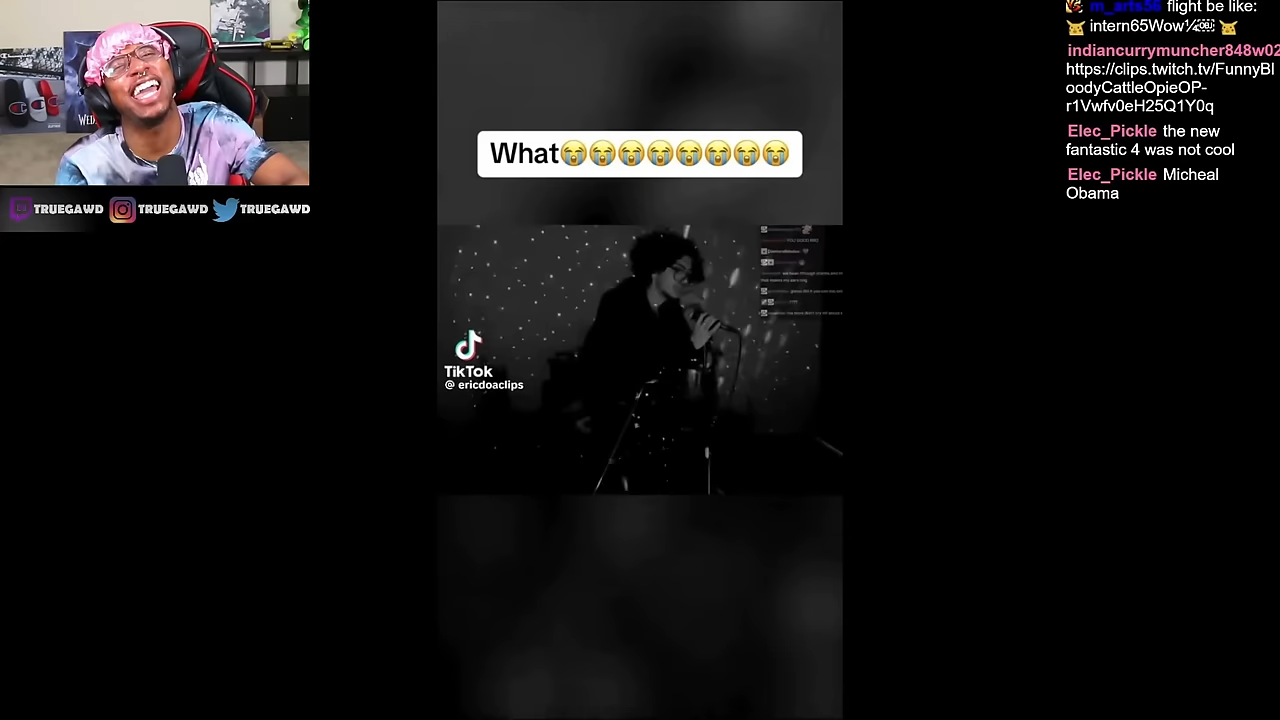 m_arts56 flight be like:
intern65Wow
indiancurrymuncher848w02
https://clips.twitch.tv/FunnyBl
oodyCattleOpieOP-
r1Vwfv0eH25Q1Y0q
Elec_Pickle the new
fantastic 4 was not cool
Elec_Pickle Micheal
Obama
What😭😭😭😭😭😭😭😭
TRUEGAWD TRUEGAWD TRUEGAWD
TikTok
@ ericdoaclips